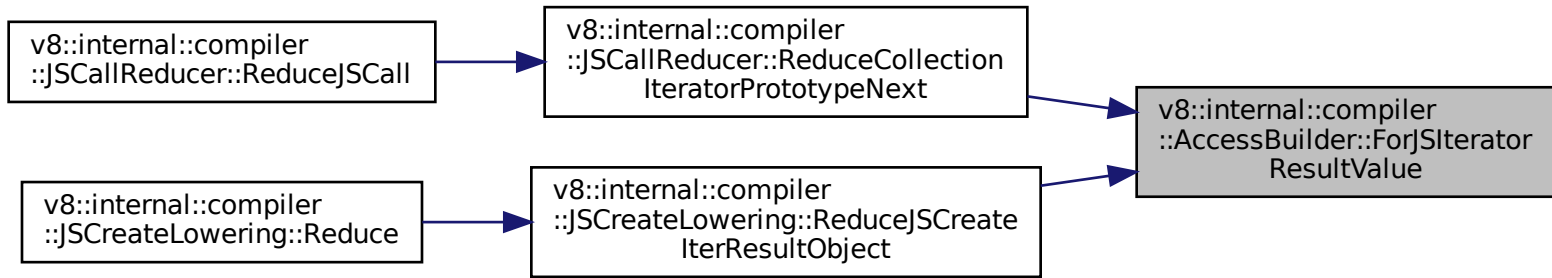 v8::internal::compiler
::JSCallReducer::ReduceJSCall
v8::internal::compiler
::JSCallReducer::ReduceCollection
IteratorPrototypeNext
v8::internal::compiler
::AccessBuilder::ForJSIterator
ResultValue
v8::internal::compiler
::JSCreateLowering::Reduce
v8::internal::compiler
::JSCreateLowering::ReduceJSCreate
IterResultObject